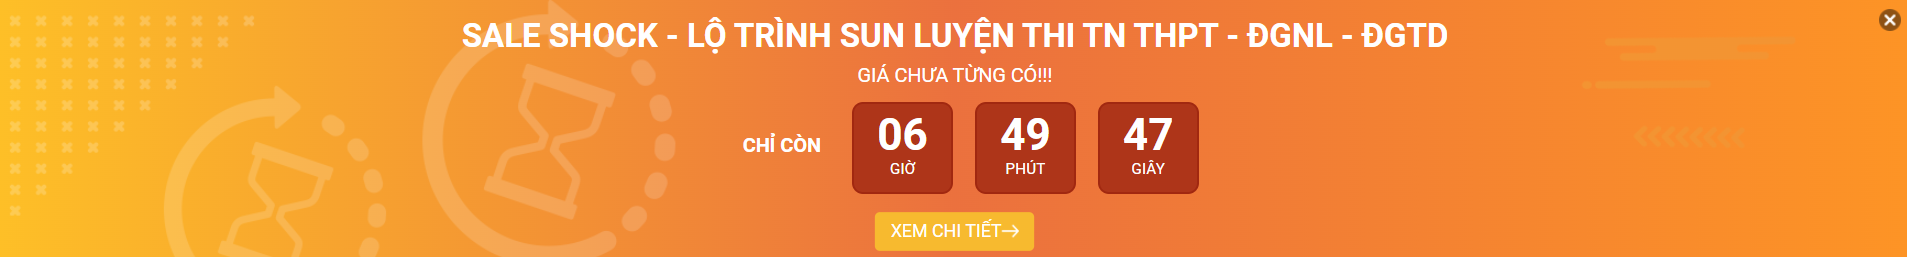 SALE SHOCK - LỘ TRÌNH SUN LUYỆN THI TN THPT - ĐGNL - ĐGTD
GIÁ CHƯA TỪNG CÓ!!!
CHỈ CÒN
06
GIỜ
49
PHÚT
47
GIÂY
XEM CHI TIẾT→